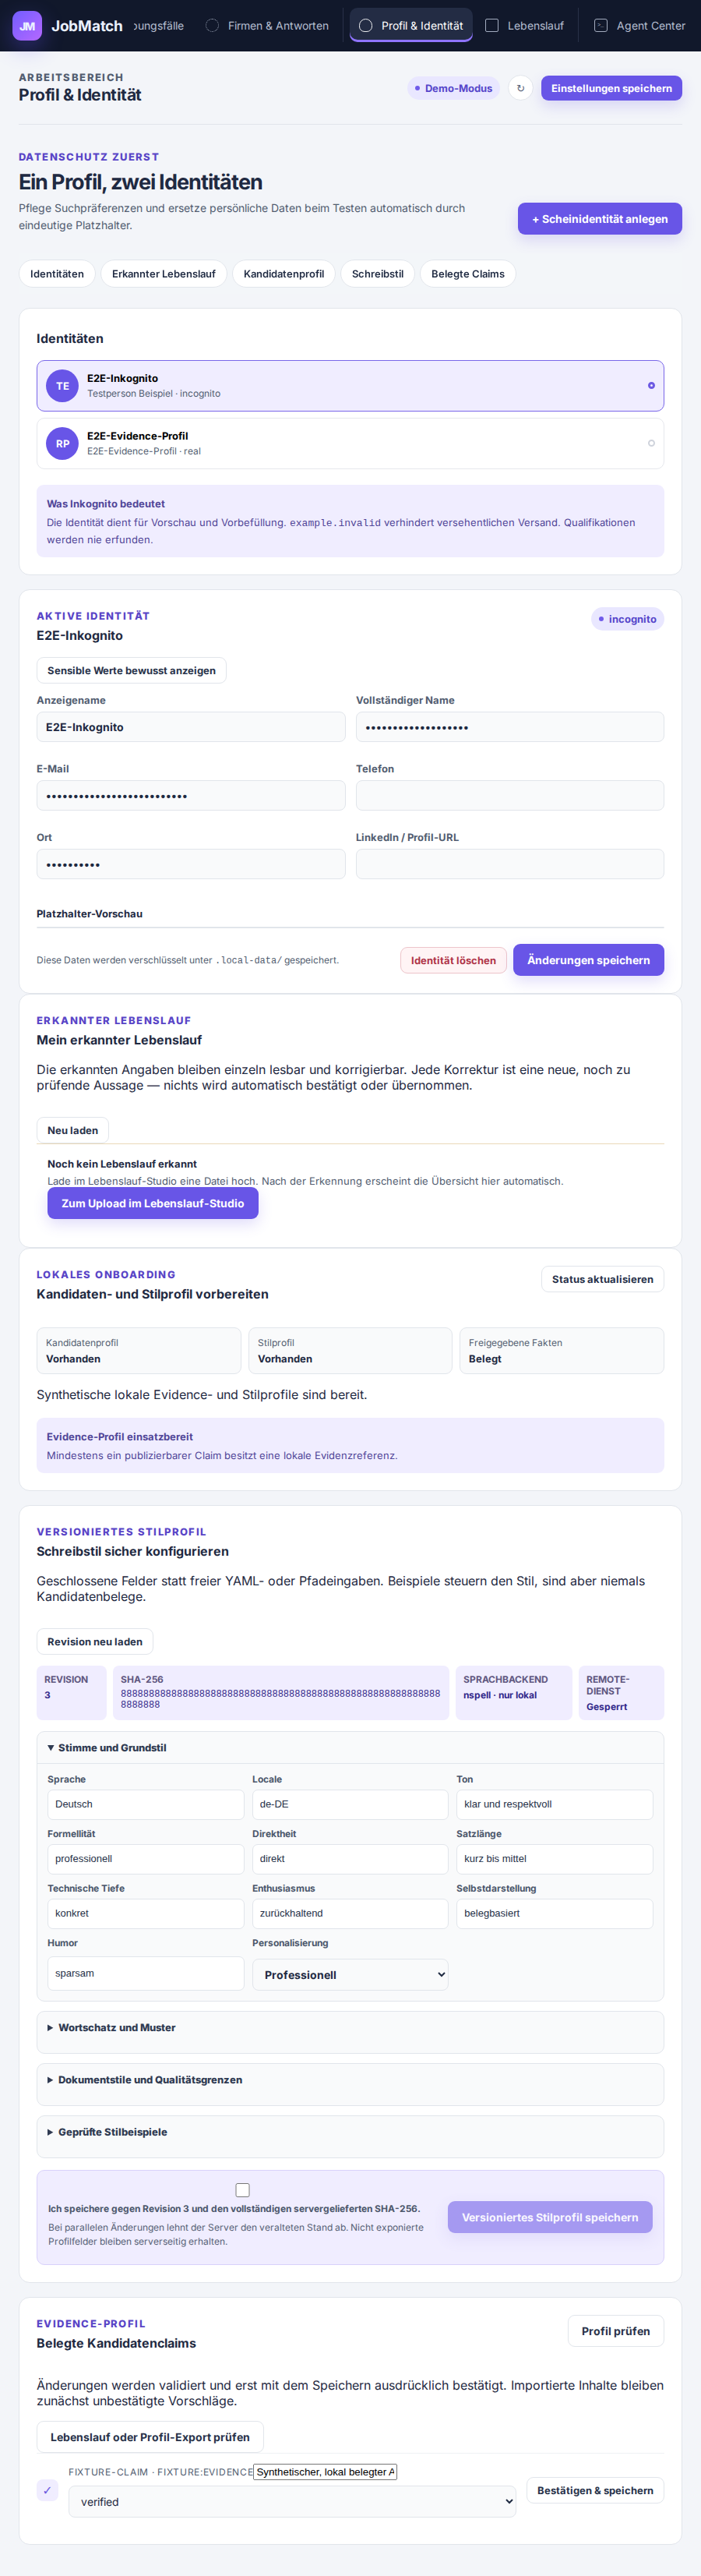 JM JobMatch ɔungsfälle Firmen & Antworten Profil & Identität Lebenslauf Agent Center
ARBEITSBEREICH
Profil & Identität
Demo-Modus
↻
Einstellungen speichern
DATENSCHUTZ ZUERST
Ein Profil, zwei Identitäten
Pflege Suchpräferenzen und ersetze persönliche Daten beim Testen automatisch durch
eindeutige Platzhalter.
+ Scheinidentität anlegen
Identitäten Erkannter Lebenslauf Kandidatenprofil Schreibstil Belegte Claims
Identitäten
TE
E2E-Inkognito
Testperson Beispiel · incognito
RP
E2E-Evidence-Profil
E2E-Evidence-Profil · real
Was Inkognito bedeutet
Die Identität dient für Vorschau und Vorbefüllung. example.invalid verhindert versehentlichen Versand. Qualifikationen
werden nie erfunden.
AKTIVE IDENTITÄT
E2E-Inkognito
incognito
Sensible Werte bewusst anzeigen
Anzeigename Vollständiger Name
E2E-Inkognito •••••••••••••••••••
E-Mail Telefon
••••••••••••••••••••••••••
Ort LinkedIn / Profil-URL
••••••••••
Platzhalter-Vorschau
Diese Daten werden verschlüsselt unter .local-data/ gespeichert.
Identität löschen
Änderungen speichern
ERKANNTER LEBENSLAUF
Mein erkannter Lebenslauf
Die erkannten Angaben bleiben einzeln lesbar und korrigierbar. Jede Korrektur ist eine neue, noch zu
prüfende Aussage — nichts wird automatisch bestätigt oder übernommen.
Neu laden
Noch kein Lebenslauf erkannt
Lade im Lebenslauf-Studio eine Datei hoch. Nach der Erkennung erscheint die Übersicht hier automatisch.
Zum Upload im Lebenslauf-Studio
LOKALES ONBOARDING
Kandidaten- und Stilprofil vorbereiten
Status aktualisieren
Kandidatenprofil Stilprofil Freigegebene Fakten
Vorhanden Vorhanden Belegt
Synthetische lokale Evidence- und Stilprofile sind bereit.
Evidence-Profil einsatzbereit
Mindestens ein publizierbarer Claim besitzt eine lokale Evidenzreferenz.
VERSIONIERTES STILPROFIL
Schreibstil sicher konfigurieren
Geschlossene Felder statt freier YAML- oder Pfadeingaben. Beispiele steuern den Stil, sind aber niemals
Kandidatenbelege.
Revision neu laden
REVISION
3
SHA-256
888888888888888888888888888888888888888888888888888888888
8888888
SPRACHBACKEND
nspell · nur lokal
REMOTE-
DIENST
Gesperrt
▼ Stimme und Grundstil
Sprache Locale Ton
Deutsch de-DE klar und respektvoll
Formellität Direktheit Satzlänge
professionell direkt kurz bis mittel
Technische Tiefe Enthusiasmus Selbstdarstellung
konkret zurückhaltend belegbasiert
Humor Personalisierung
sparsam Professionell
▶ Wortschatz und Muster
▶ Dokumentstile und Qualitätsgrenzen
▶ Geprüfte Stilbeispiele
Ich speichere gegen Revision 3 und den vollständigen servergelieferten SHA-256.
Bei parallelen Änderungen lehnt der Server den veralteten Stand ab. Nicht exponierte
Profilfelder bleiben serverseitig erhalten.
Versioniertes Stilprofil speichern
EVIDENCE-PROFIL
Belegte Kandidatenclaims
Profil prüfen
Änderungen werden validiert und erst mit dem Speichern ausdrücklich bestätigt. Importierte Inhalte bleiben
zunächst unbestätigte Vorschläge.
Lebenslauf oder Profil-Export prüfen
✓
FIXTURE-CLAIM · FIXTURE:EVIDENCE Synthetischer, lokal belegter A
verified
Bestätigen & speichern